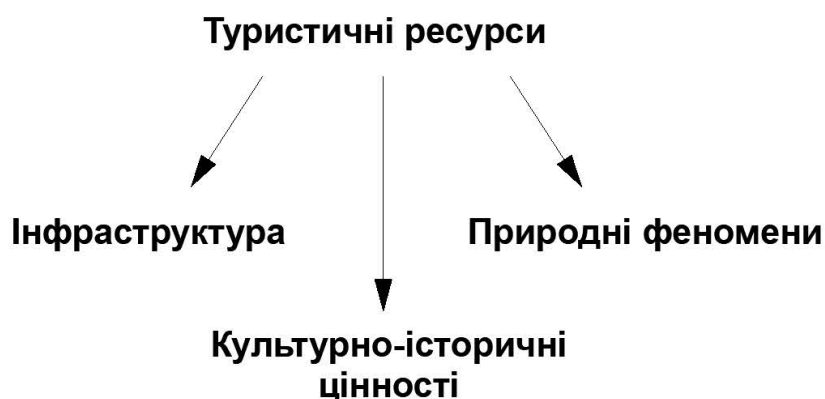 Туристичні ресурси
Інфраструктура
Природні феномени
Культурно-історичні
цінності